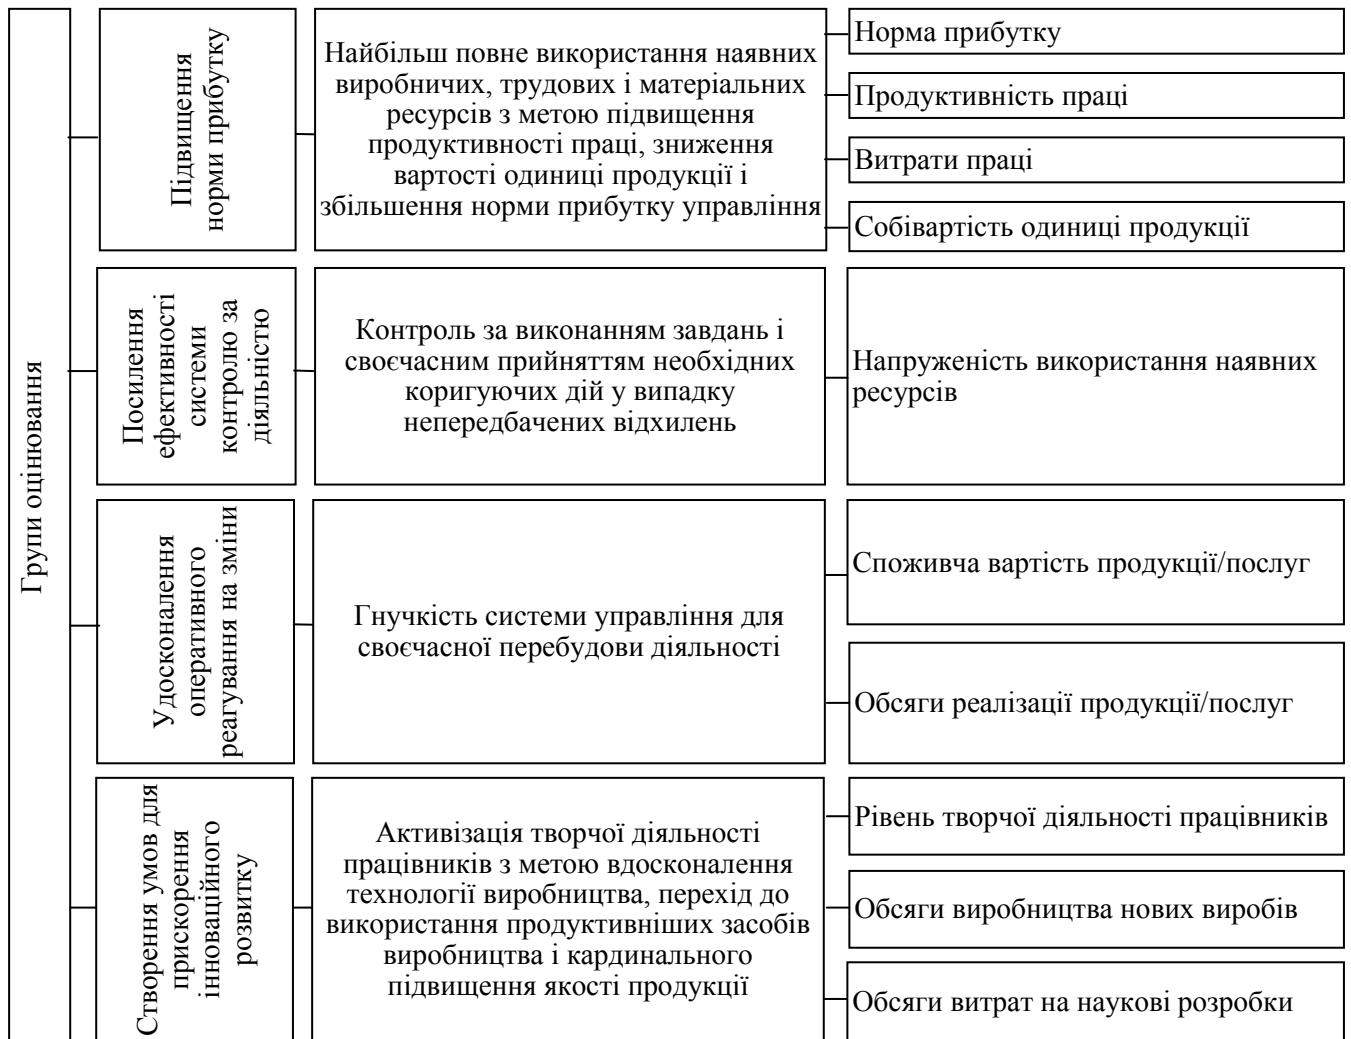 Групи оцінювання
Підвищення
норми прибутку
Найбільш повне використання наявних
виробничих, трудових і матеріальних
ресурсів з метою підвищення
продуктивності праці, зниження
вартості одиниці продукції і
збільшення норми прибутку управління
Норма прибутку
Продуктивність праці
Витрати праці
Собівартість одиниці продукції
Посилення
ефективності
системи
контролю за
діяльністю
Контроль за виконанням завдань і
своєчасним прийняттям необхідних
коригуючих дій у випадку
непередбачених відхилень
Напруженість використання наявних
ресурсів
Удосконалення
оперативного
реагування на зміни
Гнучкість системи управління для
своєчасної перебудови діяльності
Споживча вартість продукції/послуг
Обсяги реалізації продукції/послуг
Створення умов для
прискорення
інноваційного
розвитку
Активізація творчої діяльності
працівників з метою вдосконалення
технології виробництва, перехід до
використання продуктивніших засобів
виробництва і кардинального
підвищення якості продукції
Рівень творчої діяльності працівників
Обсяги виробництва нових виробів
Обсяги витрат на наукові розробки